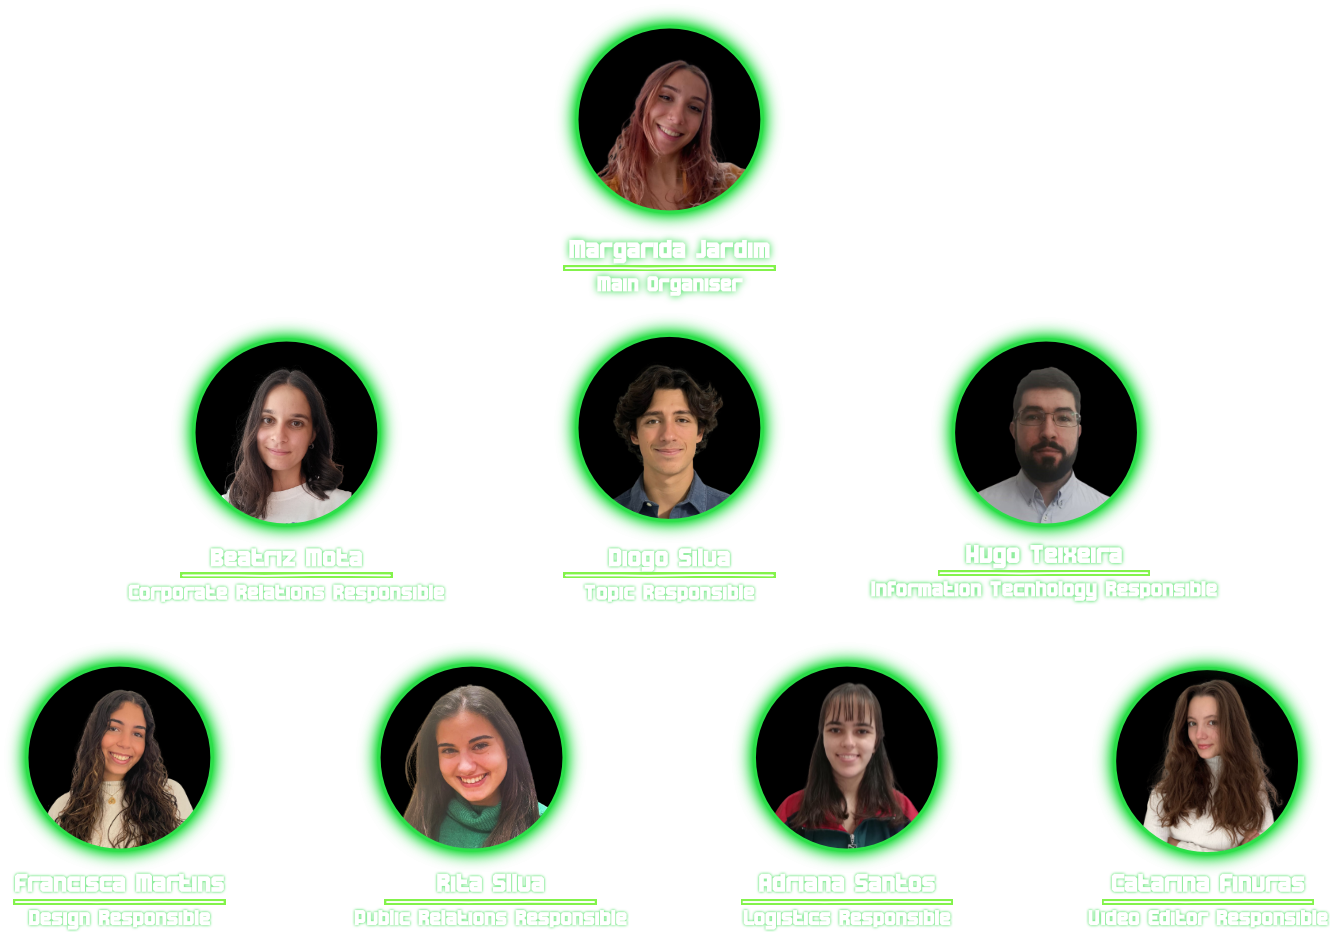 Margarida Jardim
Main Organiser
Beatriz Mota
Corporate Relations Responsible
Diogo Silva
Topic Responsible
Hugo Teixeira
Information Tecnhology Responsible
Francisca Martins
Design Responsible
Rita Silva
Public Relations Responsible
Adriana Santos
Logistics Responsible
Catarina Finuras
Video Editor Responsible